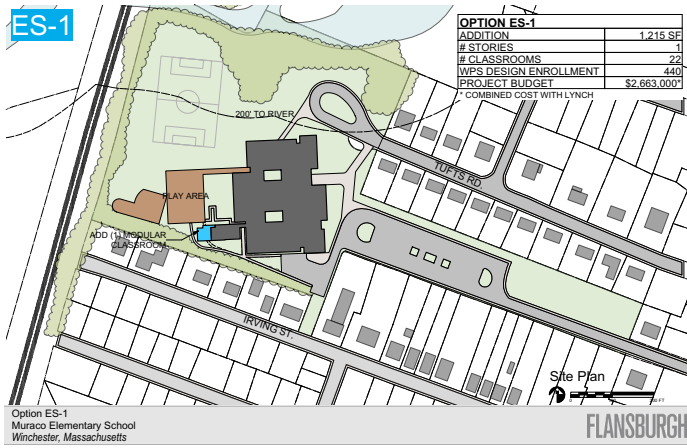 ES-1
OPTION ES-1
ADDITION 1,215 SF
# STORIES 1
# CLASSROOMS 22
WPS DESIGN ENROLLMENT 440
PROJECT BUDGET $2,663,000*
* COMBINED COST WITH LYNCH
200' TO RIVER
TUFTS RD.
PLAY AREA
ADD (1) MODULAR
CLASSROOM
IRVING ST.
Site Plan
0
Option ES-1
Muraco Elementary School
Winchester, Massachusetts
FLANSBURGH